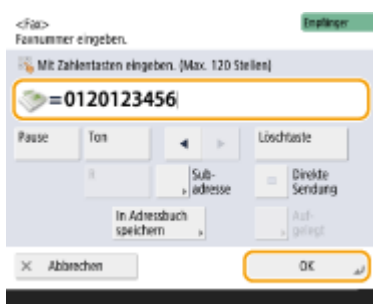 <Fax>
Faxnummer eingeben.
Empfänger
Mit Zahlentasten eingeben. (Max. 120 Stellen)
=0120123456
Pause
Ton
Löschtaste
R
Sub-
adresse
Direkte
Sendung
In Adressbuch
speichern
Auf-
gelegt
× Abbrechen
OK